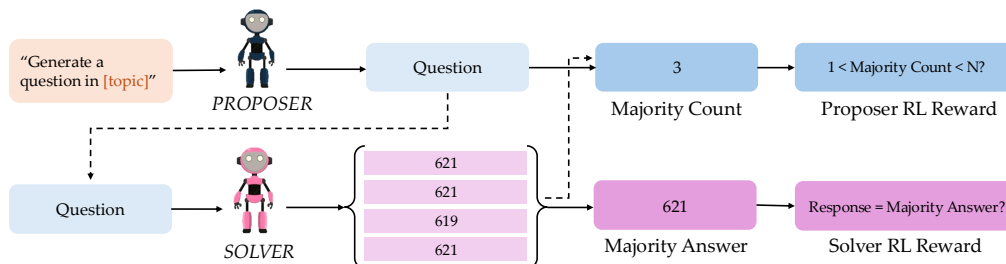 “Generate a
question in [topic]”
PROPOSER
Question
3
Majority Count
1 < Majority Count < N?
Proposer RL Reward
Question
SOLVER
621
621
619
621
621
Majority Answer
Response = Majority Answer?
Solver RL Reward